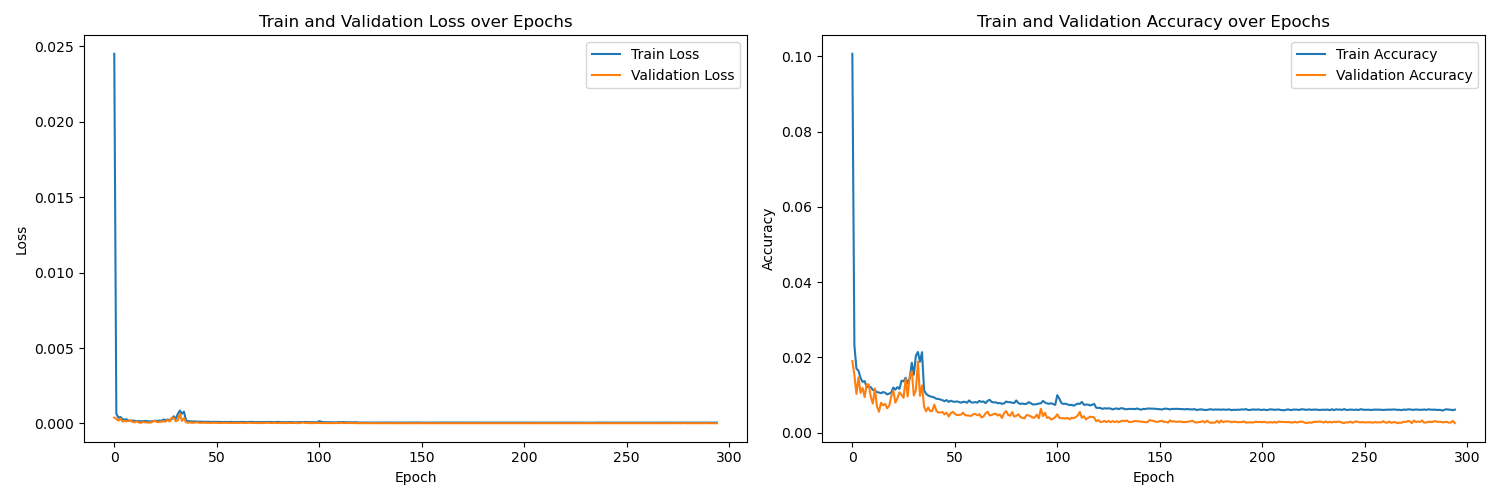 Train and Validation Loss over Epochs
0.025
0.020
0.015
0.010
0.005
0.000
Loss
0
50
100
150
200
250
300
Epoch
Train Loss
Validation Loss
Train and Validation Accuracy over Epochs
0.10
0.08
0.06
0.04
0.02
0.00
Accuracy
0
50
100
150
200
250
300
Epoch
Train Accuracy
Validation Accuracy